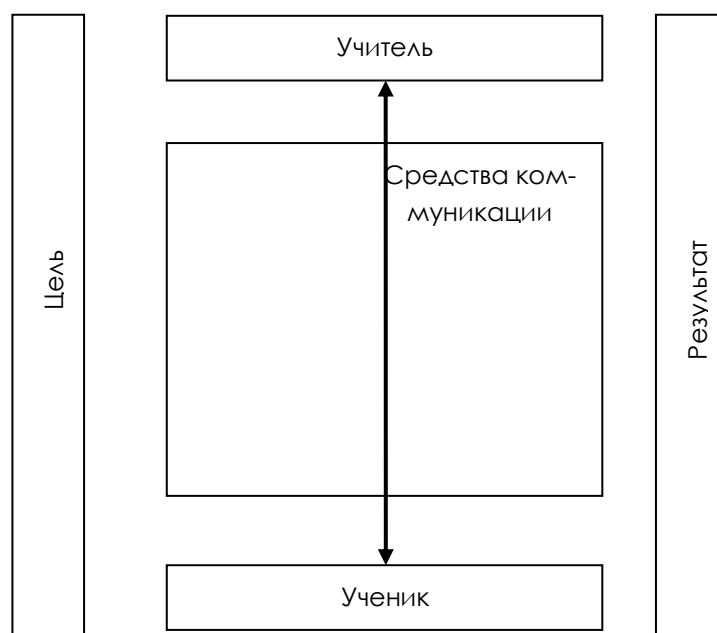 Учитель
Средства ком-
муникации
Цель
Результат
Ученик